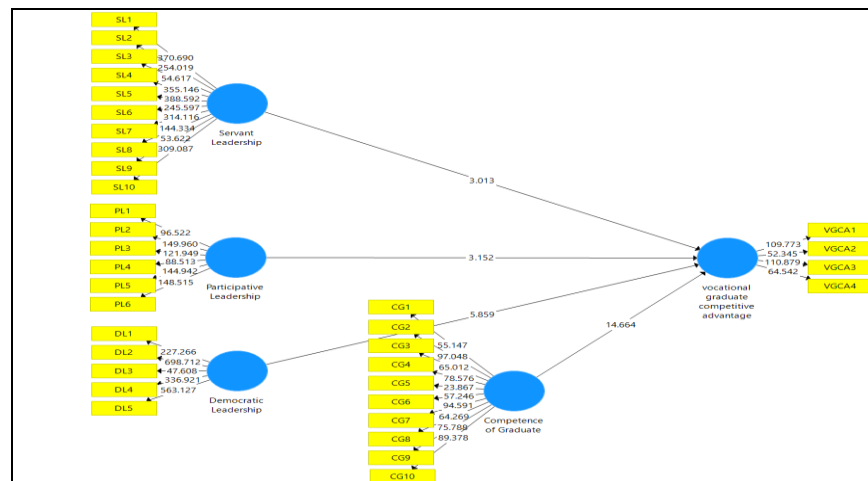 SL1
SL2
SL3
SL4
SL5
SL6
SL7
SL8
SL9
SL10
370.690
254.019
54.617
355.146
388.592
245.597
314.116
144.334
53.622
309.087
Servant
Leadership
3.013
PL1
PL2
PL3
PL4
PL5
PL6
96.522
149.960
121.949
88.513
144.942
148.515
Participative
Leadership
3.152
DL1
DL2
DL3
DL4
DL5
227.266
698.712
47.608
336.921
563.127
Democratic
Leadership
5.859
CG1
CG2
CG3
CG4
CG5
CG6
CG7
CG8
CG9
CG10
55.147
97.048
65.012
78.576
23.867
57.246
94.591
64.269
75.788
89.378
Competence
of Graduate
14.664
vocational
graduate
competitive
advantage
109.773
52.345
110.879
64.542
VGCA1
VGCA2
VGCA3
VGCA4